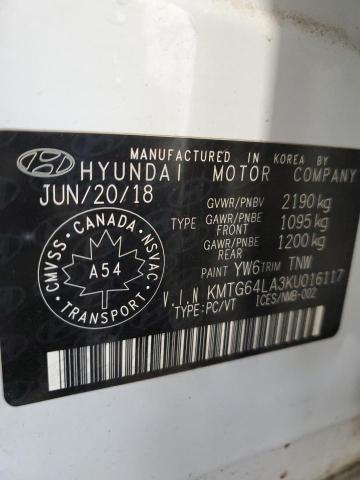 MANUFACTURED IN KOREA BY
HYUNDAI MOTOR COMPANY
JUN/20/18
GVWR/PNBV 2190 kg
TYPE GAWR/PNBE FRONT 1095 kg
GAWR/PNBE REAR 1200 kg
PAINT YW6 TRIM TNW
V.I.N KMTG64LA3KU016117
TYPE:PC/VT ICES/NMB-002
CMVSS · CANADA · NSVAC
A54
TRANSPORT